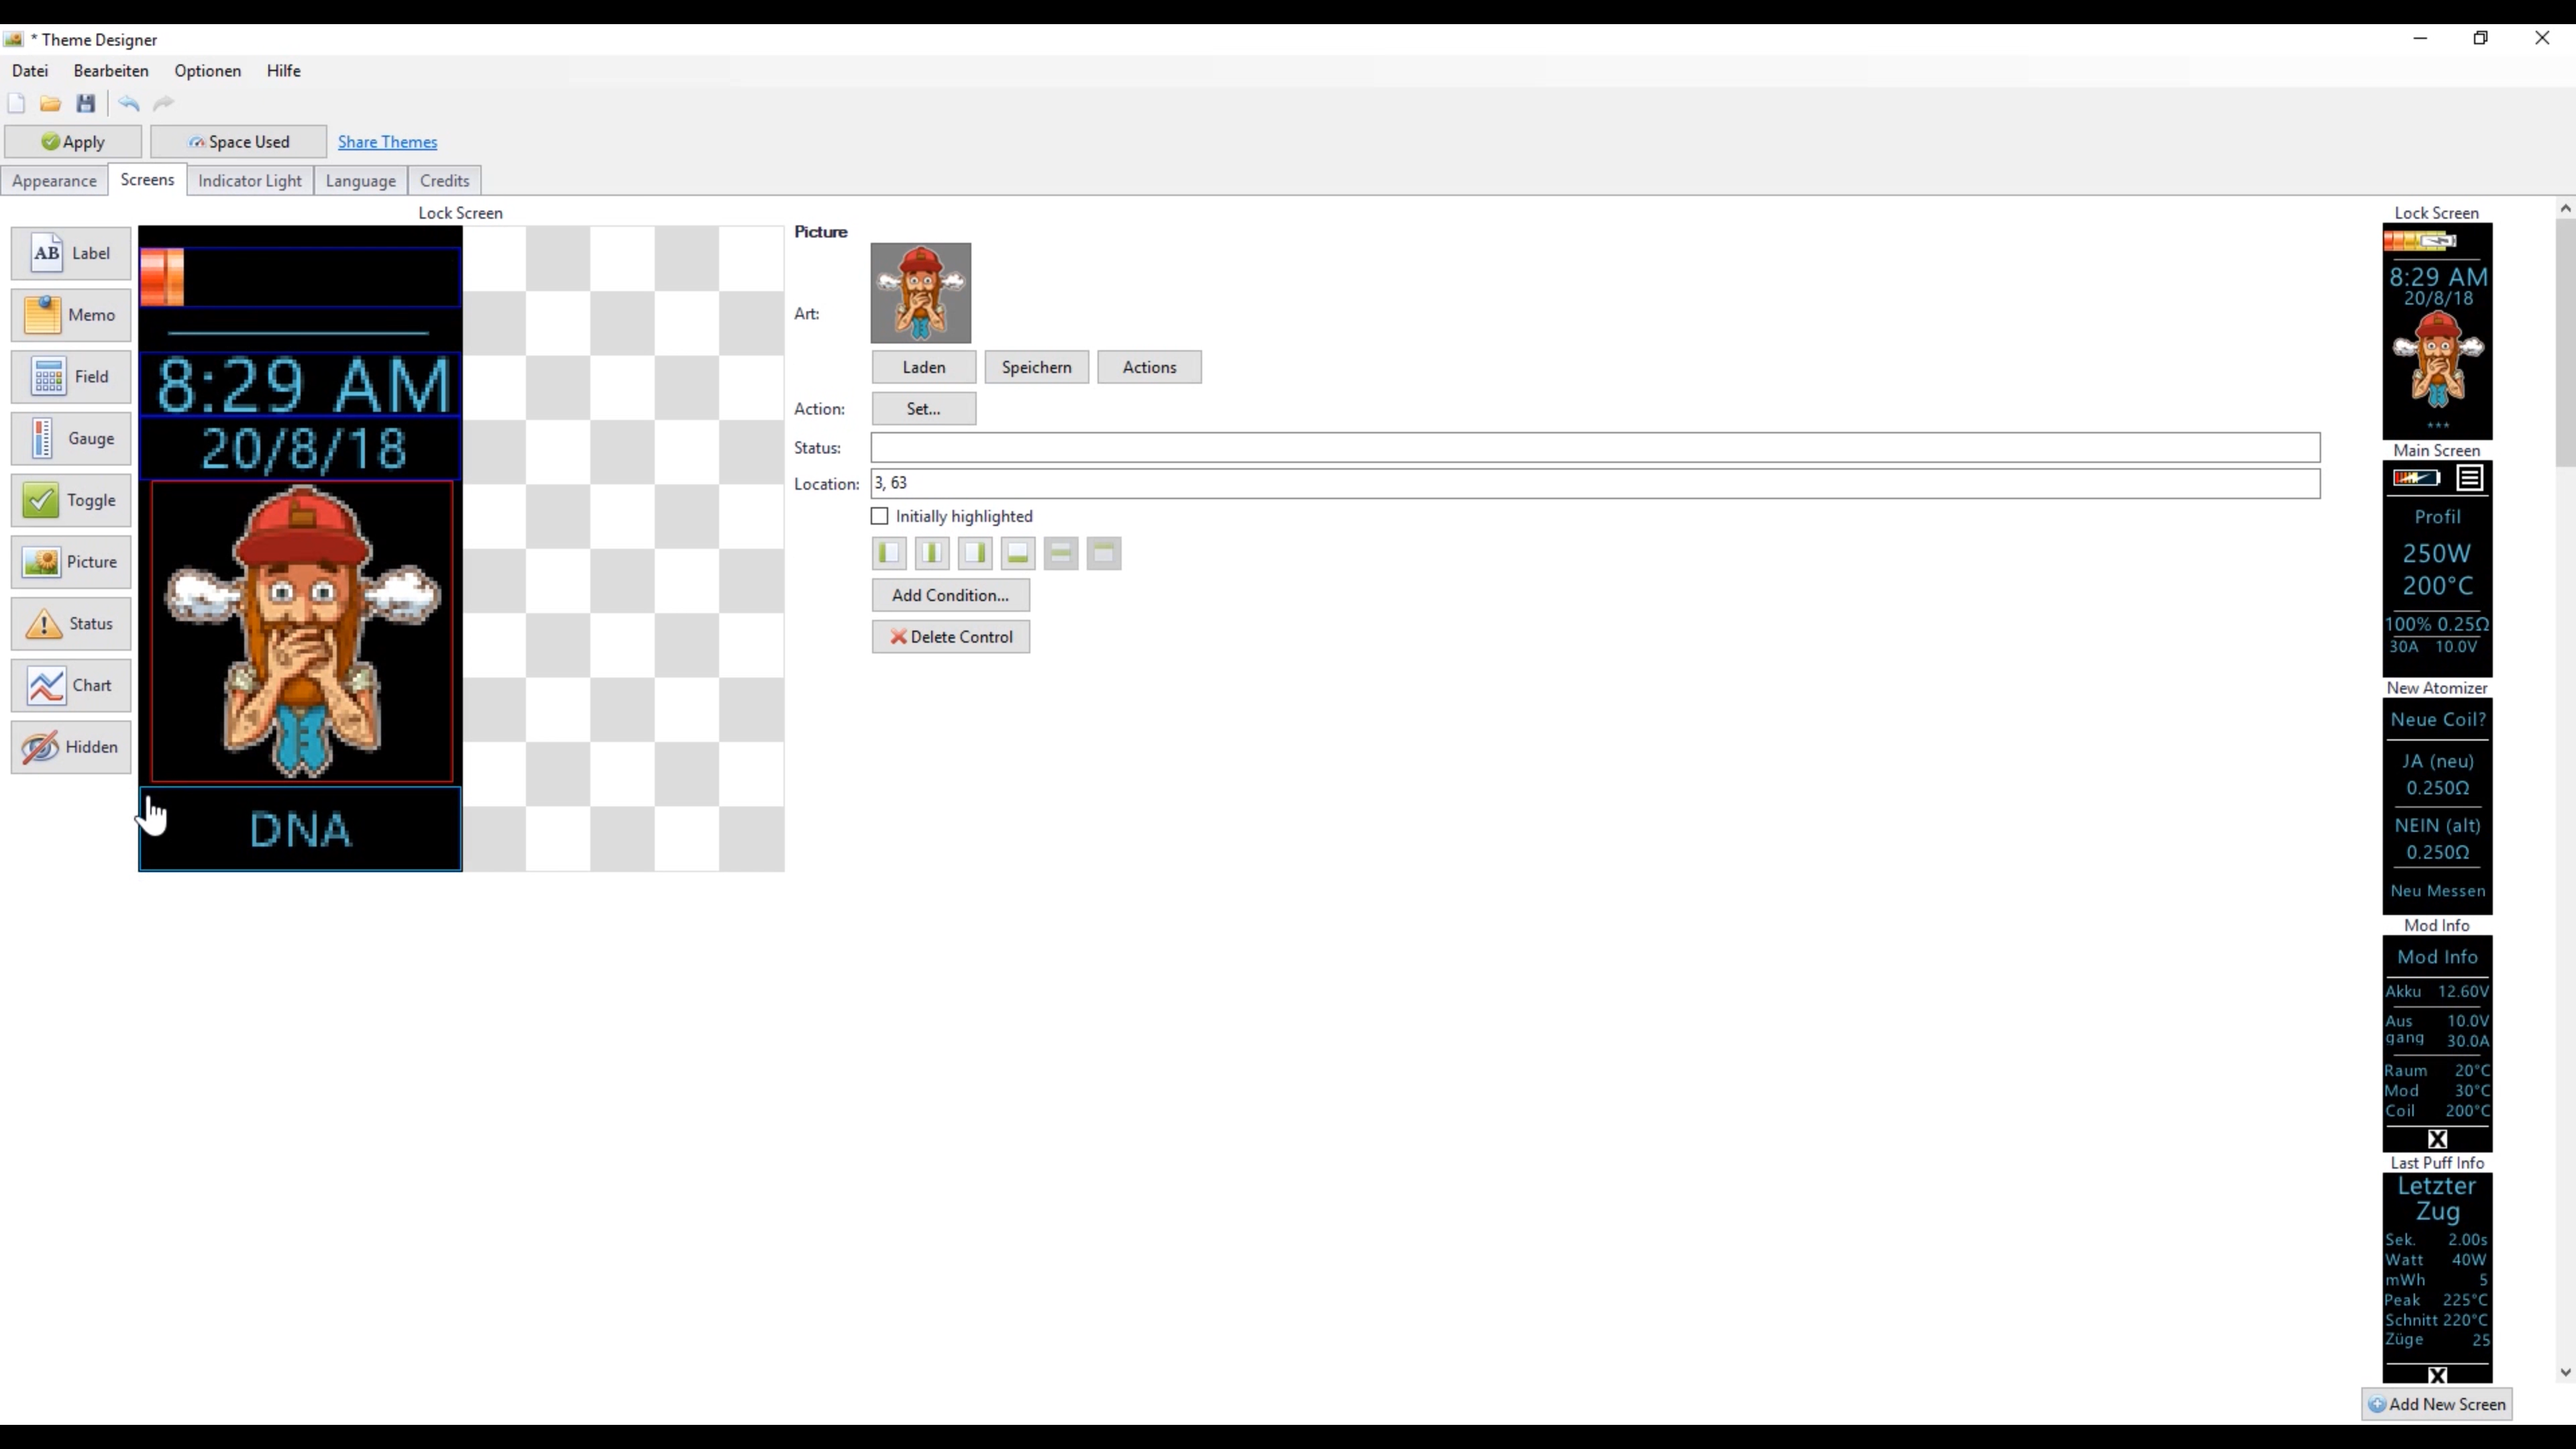 * Theme Designer
Datei Bearbeiten Optionen Hilfe
Apply Space Used Share Themes
Appearance Screens Indicator Light Language Credits
Lock Screen
AB Label
Memo
Field
Gauge
Toggle
Picture
Status
Chart
Hidden
8:29 AM
20/8/18
DNA
Picture
Art:
Laden Speichern Actions
Action: Set...
Status:
Location: 3, 63
Initially highlighted
Add Condition...
Delete Control
Lock Screen
8:29 AM
20/8/18
***
Main Screen
Profil
250W
200°C
100% 0.25Ω
30A 10.0V
New Atomizer
Neue Coil?
JA (neu)
0.250Ω
NEIN (alt)
0.250Ω
Neu Messen
Mod Info
Mod Info
Akku 12.60V
Aus 10.0V
gang 30.0A
Raum 20°C
Mod 30°C
Coil 200°C
X
Last Puff Info
Letzter
Zug
Sek. 2.00s
Watt 40W
mWh 5
Peak 225°C
Schnitt 220°C
Züge 25
X
Add New Screen